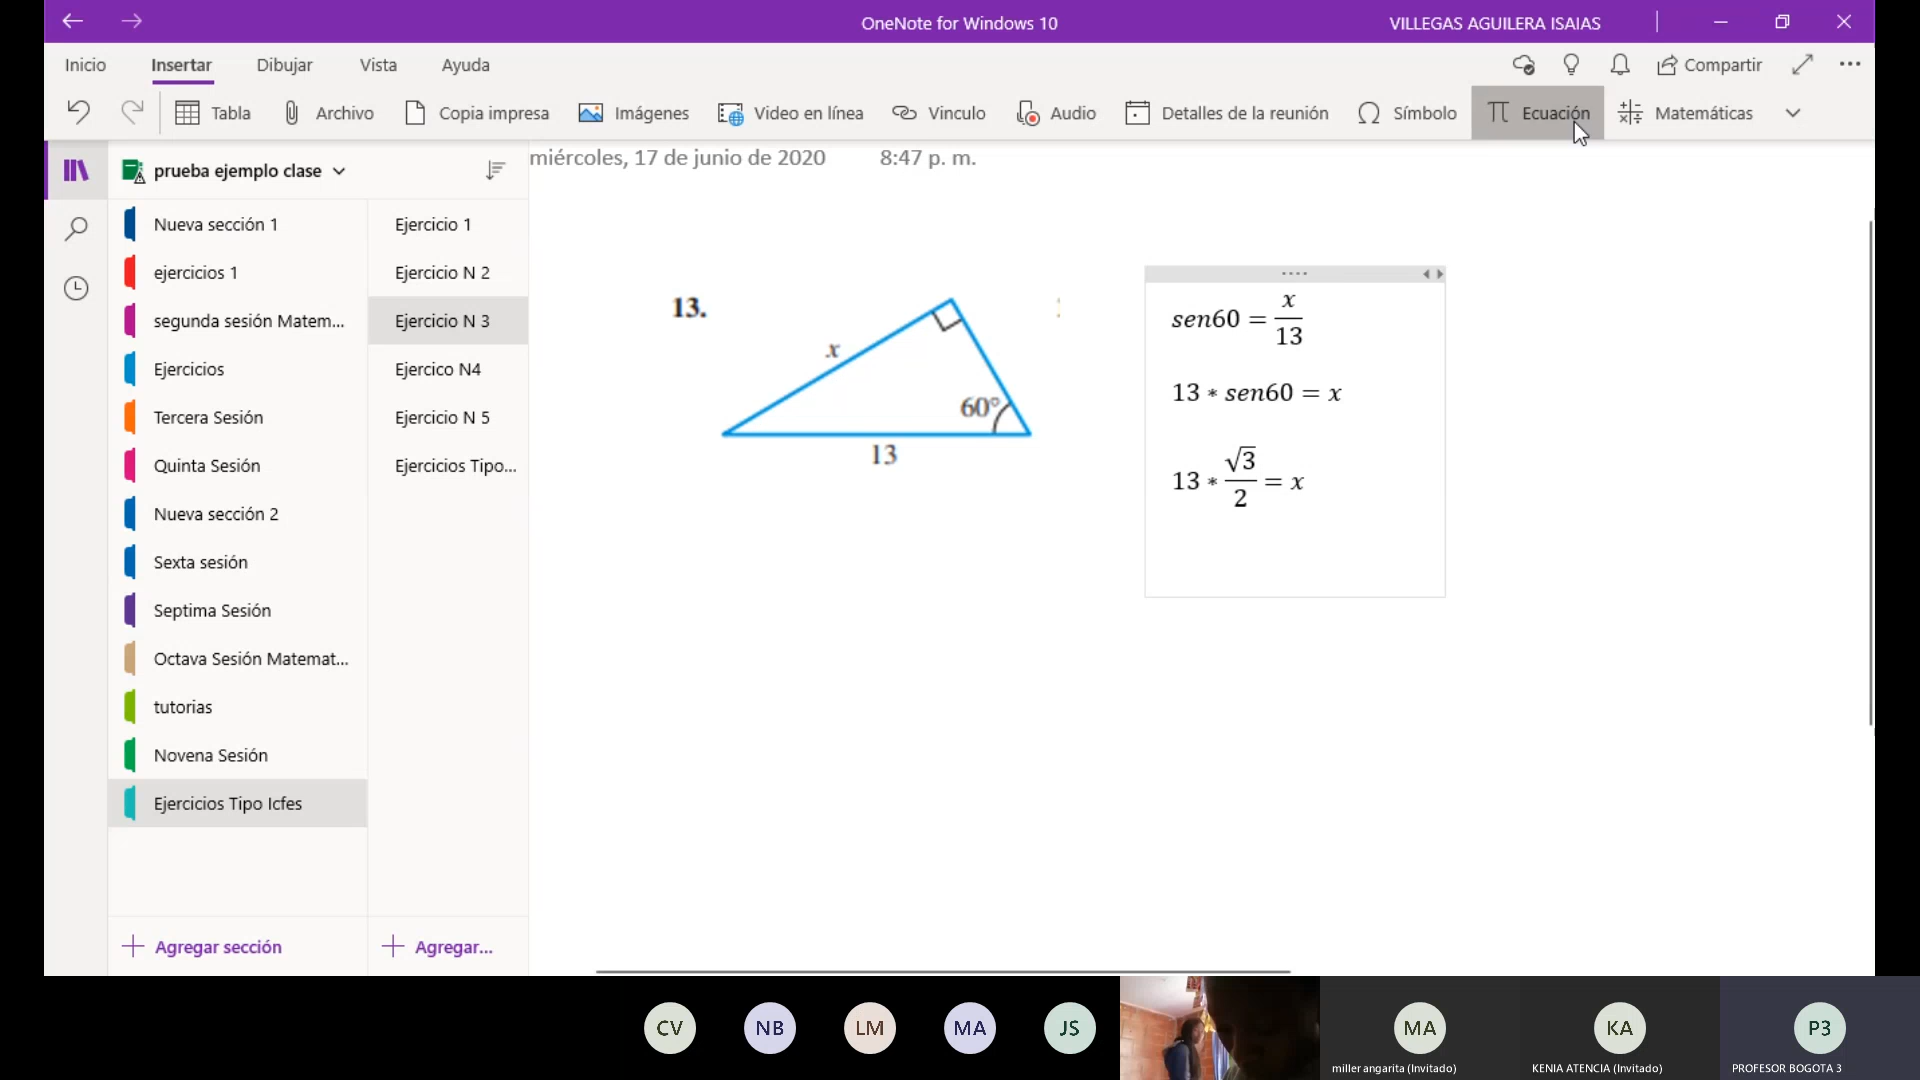 OneNote for Windows 10
VILLEGAS AGUILERA ISAIAS
Inicio
Insertar
Dibujar
Vista
Ayuda
Compartir
Tabla
Archivo
Copia impresa
Imágenes
Video en línea
Vinculo
Audio
Detalles de la reunión
Símbolo
Ecuación
Matemáticas
prueba ejemplo clase
miércoles, 17 de junio de 2020 8:47 p. m.
Nueva sección 1
ejercicios 1
segunda sesión Matem...
Ejercicios
Tercera Sesión
Quinta Sesión
Nueva sección 2
Sexta sesión
Septima Sesión
Octava Sesión Matemat...
tutorias
Novena Sesión
Ejercicios Tipo Icfes
Agregar sección
Ejercicio 1
Ejercicio N 2
Ejercicio N 3
Ejercico N4
Ejercicio N 5
Ejercicios Tipo...
Agregar...
13.
x
60°
13
sen60 = x/13
13 * sen60 = x
13 * √3/2 = x
CV
NB
LM
MA
JS
MA
miller angarita (Invitado)
KA
KENIA ATENCIA (Invitado)
P3
PROFESOR BOGOTA 3